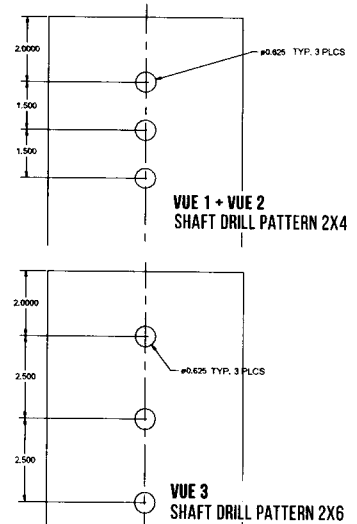 2.0000
ø0.625 TYP. 3 PLCS
1.500
1.500
VUE 1 + VUE 2
SHAFT DRILL PATTERN 2X4
2.0000
ø0.625 TYP. 3 PLCS
2.500
2.500
VUE 3
SHAFT DRILL PATTERN 2X6